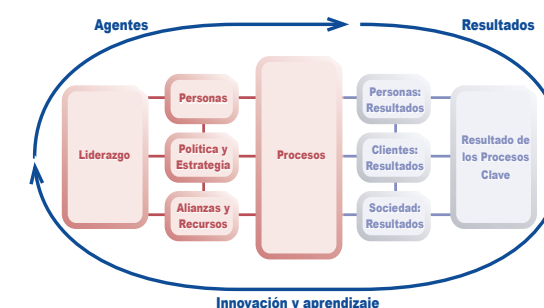 Agentes
Resultados
Liderazgo
Personas
Política y
Estrategia
Alianzas y
Recursos
Procesos
Personas:
Resultados
Clientes:
Resultados
Sociedad:
Resultados
Resultado de
los Procesos
Clave
Innovación y aprendizaje